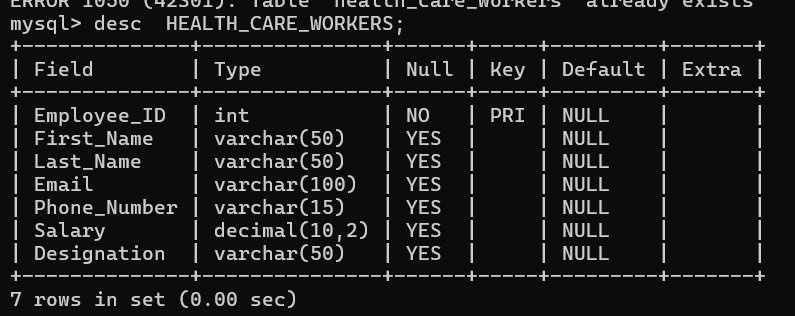 ERROR 1050 (42S01): Table 'health_care_workers' already exists
mysql> desc  HEALTH_CARE_WORKERS;
+--------------+---------------+------+-----+---------+-------+
| Field        | Type          | Null | Key | Default | Extra |
+--------------+---------------+------+-----+---------+-------+
| Employee_ID  | int           | NO   | PRI | NULL    |       |
| First_Name   | varchar(50)   | YES  |     | NULL    |       |
| Last_Name    | varchar(50)   | YES  |     | NULL    |       |
| Email        | varchar(100)  | YES  |     | NULL    |       |
| Phone_Number | varchar(15)   | YES  |     | NULL    |       |
| Salary       | decimal(10,2) | YES  |     | NULL    |       |
| Designation  | varchar(50)   | YES  |     | NULL    |       |
+--------------+---------------+------+-----+---------+-------+
7 rows in set (0.00 sec)